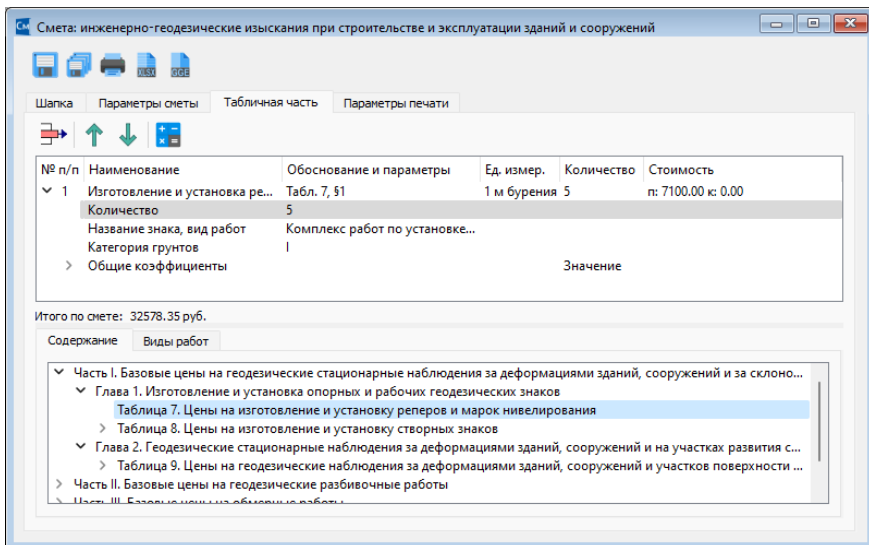 См Смета: инженерно-геодезические изыскания при строительстве и эксплуатации зданий и сооружений
XLSX GGE
Шапка Параметры сметы Табличная часть Параметры печати
№ п/п Наименование Обоснование и параметры Ед. измер. Количество Стоимость
1 Изготовление и установка ре... Табл. 7, §1 1 м бурения 5 п: 7100.00 к: 0.00
Количество 5
Название знака, вид работ Комплекс работ по установке...
Категория грунтов I
Общие коэффициенты Значение
Итого по смете: 32578.35 руб.
Содержание Виды работ
Часть I. Базовые цены на геодезические стационарные наблюдения за деформациями зданий, сооружений и за склоно...
Глава 1. Изготовление и установка опорных и рабочих геодезических знаков
Таблица 7. Цены на изготовление и установку реперов и марок нивелирования
Таблица 8. Цены на изготовление и установку створных знаков
Глава 2. Геодезические стационарные наблюдения за деформациями зданий, сооружений и на участках развития с...
Таблица 9. Цены на геодезические наблюдения за деформациями зданий, сооружений и участков поверхности ...
Часть II. Базовые цены на геодезические разбивочные работы
Часть III. Базовые цены на обмерные работы